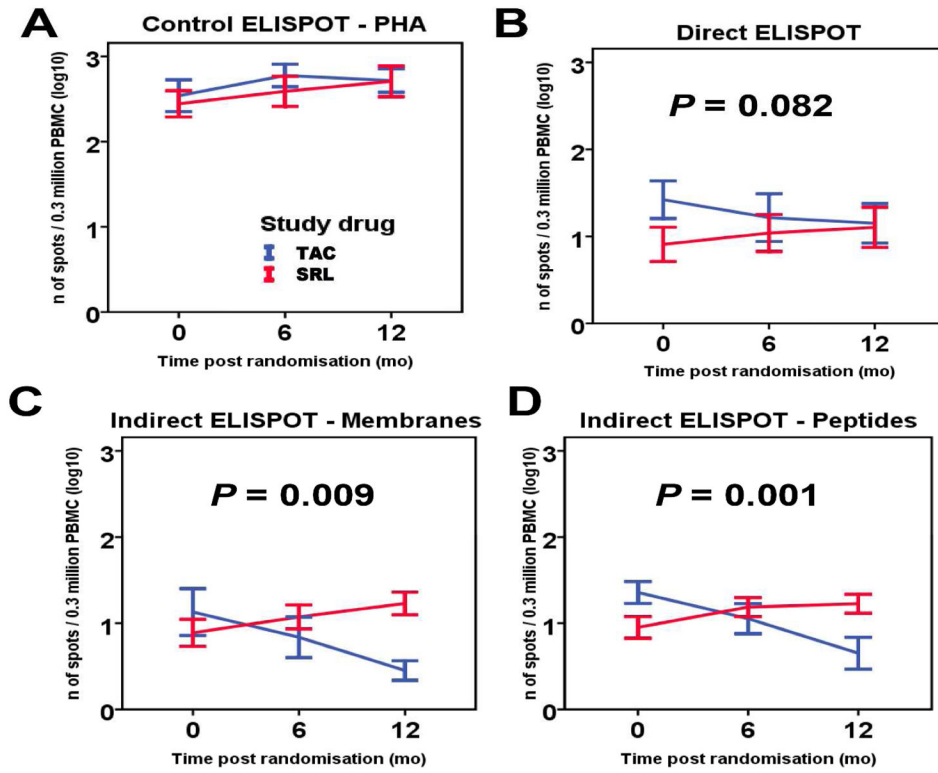 A
Control ELISPOT - PHA
n of spots / 0.3 million PBMC (log10)
3
2
1
0
Study drug
TAC
SRL
0 6 12
Time post randomisation (mo)
B
Direct ELISPOT
n of spots / 0.3 million PBMC (log10)
3
2
1
0
P = 0.082
0 6 12
Time post randomisation (mo)
C
Indirect ELISPOT - Membranes
n of spots / 0.3 million PBMC (log10)
3
2
1
0
P = 0.009
0 6 12
Time post randomisation (mo)
D
Indirect ELISPOT - Peptides
n of spots / 0.3 million PBMC (log10)
3
2
1
0
P = 0.001
0 6 12
Time post randomisation (mo)